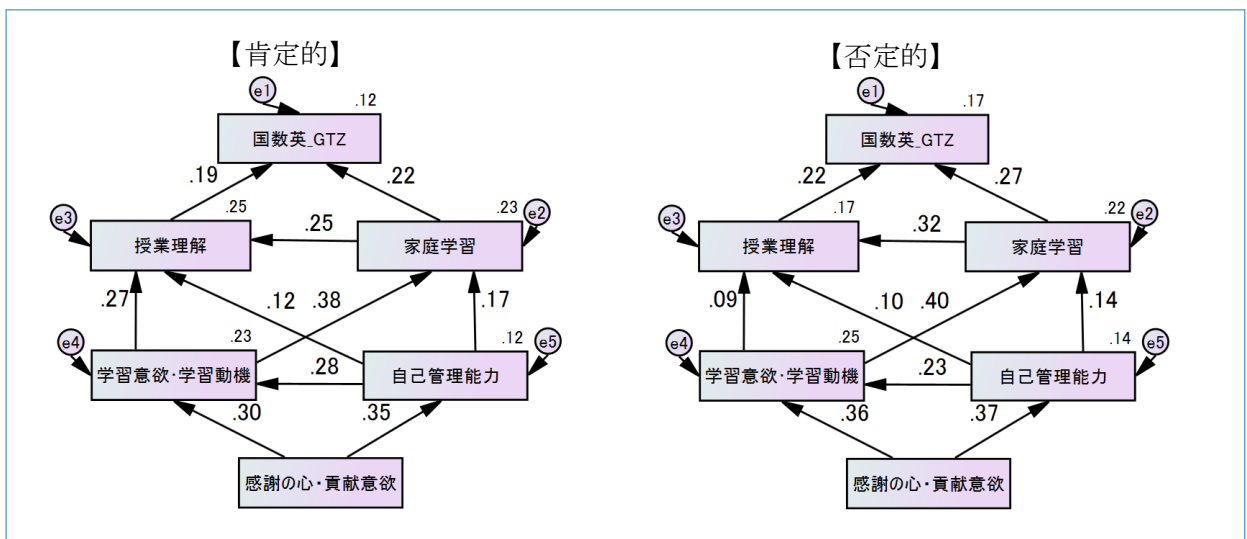 【肯定的】
e1
.12
国数英_GTZ
.19
.22
e3
.25
.23
e2
授業理解
.25
家庭学習
.27
.12
.38
.17
e4
.23
.12
e5
学習意欲・学習動機
.28
自己管理能力
.30
.35
感謝の心・貢献意欲
【否定的】
e1
.17
国数英_GTZ
.22
.27
e3
.17
.22
e2
授業理解
.32
家庭学習
.09
.10
.40
.14
e4
.25
.14
e5
学習意欲・学習動機
.23
自己管理能力
.36
.37
感謝の心・貢献意欲